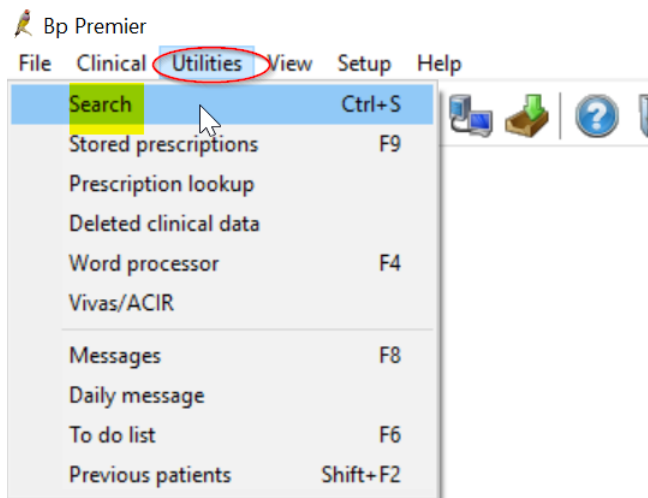 Bp Premier
File Clinical Utilities View Setup Help
Search Ctrl+S
Stored prescriptions F9
Prescription lookup
Deleted clinical data
Word processor F4
Vivas/ACIR
Messages F8
Daily message
To do list F6
Previous patients Shift+F2